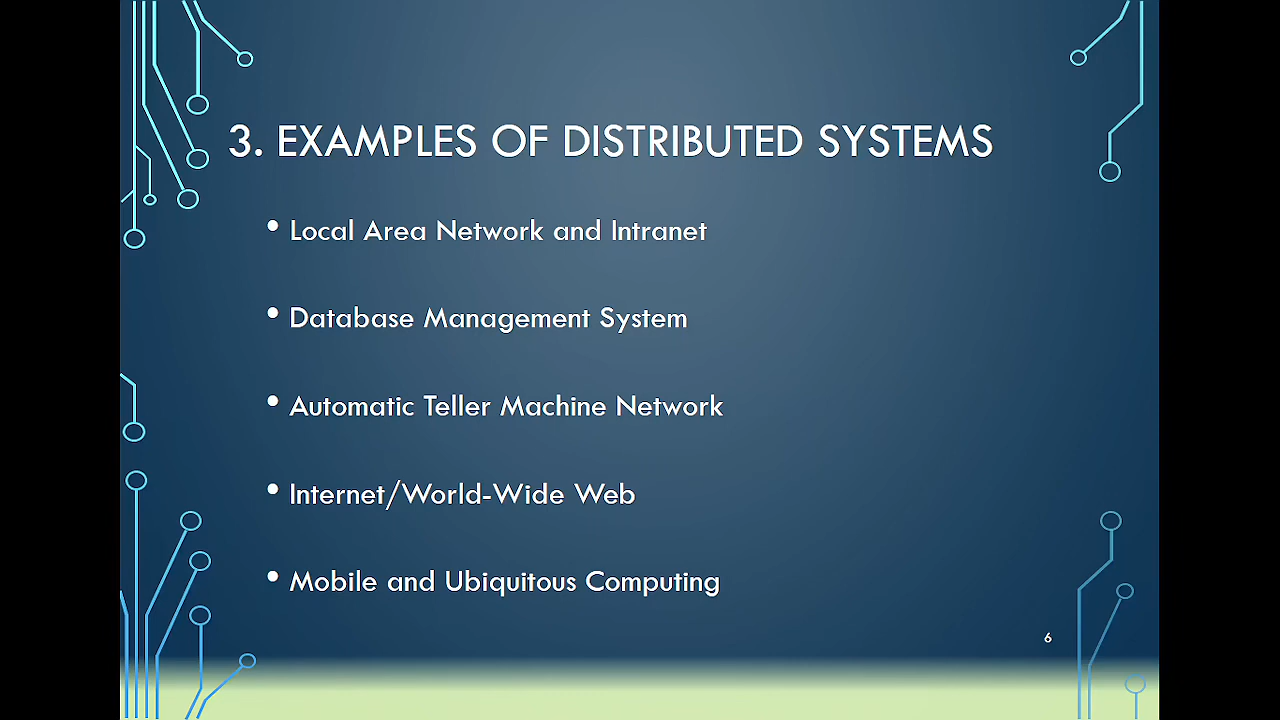 3. EXAMPLES OF DISTRIBUTED SYSTEMS
• Local Area Network and Intranet
• Database Management System
• Automatic Teller Machine Network
• Internet/World-Wide Web
• Mobile and Ubiquitous Computing
6